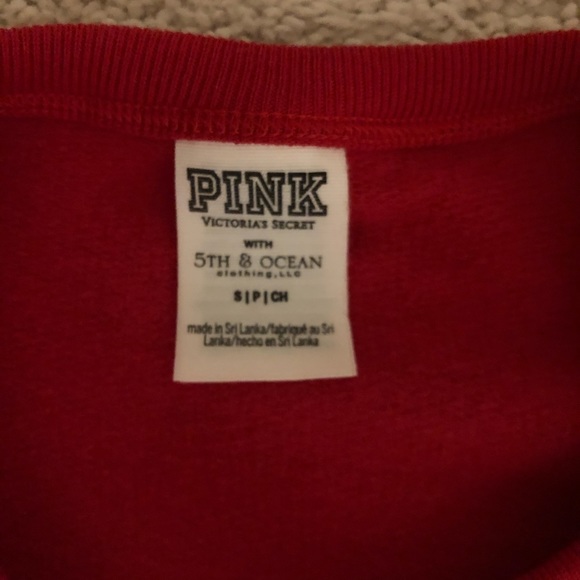 PINK
VICTORIA'S SECRET
WITH
5TH & OCEAN
clothing, LLC
S|P|CH
made in Sri Lanka/fabriqué au Sri
Lanka/hecho en Sri Lanka